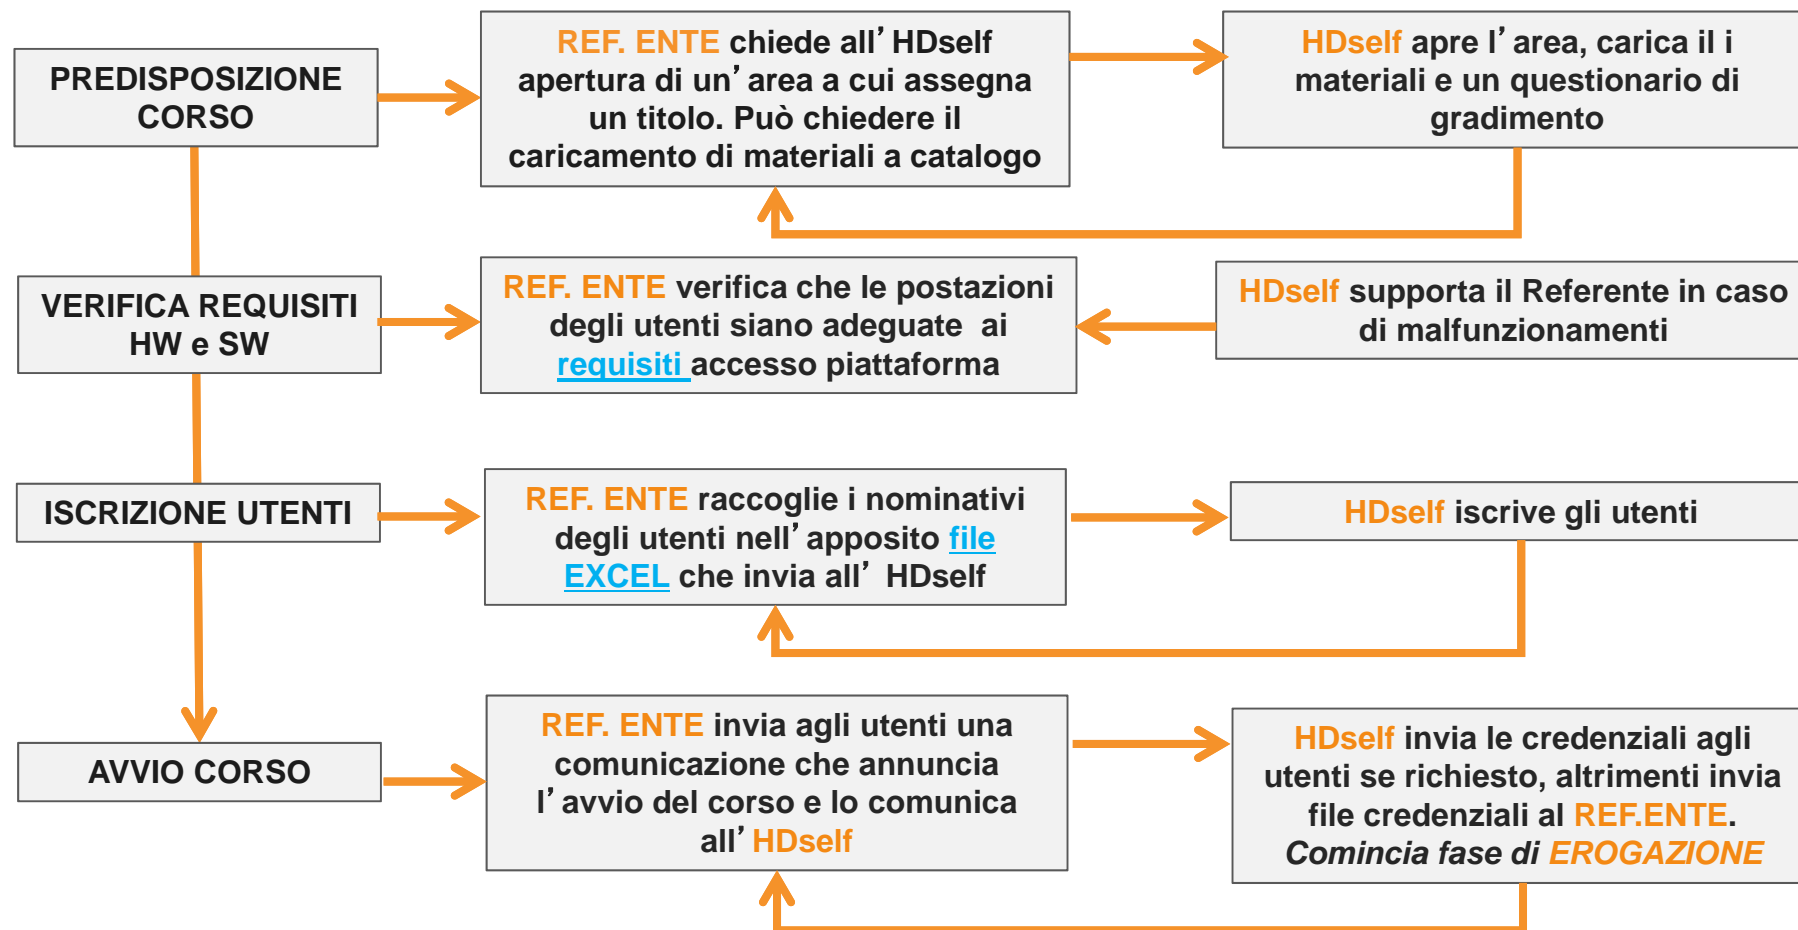 PREDISPOSIZIONE
CORSO
REF. ENTE chiede all’HDself
apertura di un’area a cui assegna
un titolo. Può chiedere il
caricamento di materiali a catalogo
HDself apre l’area, carica il i
materiali e un questionario di
gradimento
VERIFICA REQUISITI
HW e SW
REF. ENTE verifica che le postazioni
degli utenti siano adeguate ai
requisiti accesso piattaforma
HDself supporta il Referente in caso
di malfunzionamenti
ISCRIZIONE UTENTI
REF. ENTE raccoglie i nominativi
degli utenti nell’apposito file
EXCEL che invia all’ HDself
HDself iscrive gli utenti
AVVIO CORSO
REF. ENTE invia agli utenti una
comunicazione che annuncia
l’avvio del corso e lo comunica
all’HDself
HDself invia le credenziali agli
utenti se richiesto, altrimenti invia
file credenziali al REF.ENTE.
Comincia fase di EROGAZIONE